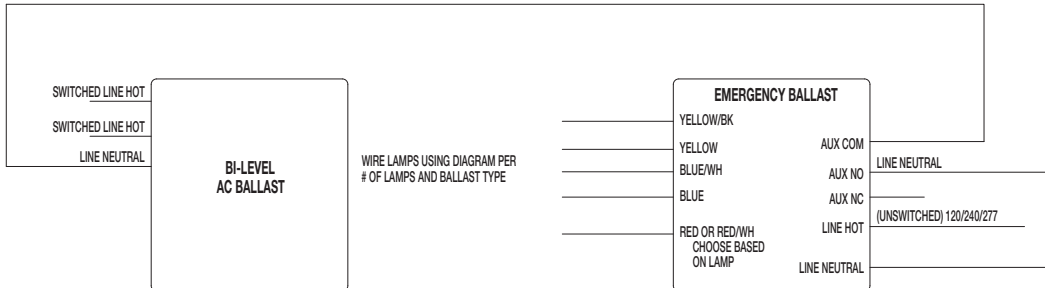 SWITCHED LINE HOT
SWITCHED LINE HOT
LINE NEUTRAL
BI-LEVEL
AC BALLAST
WIRE LAMPS USING DIAGRAM PER
# OF LAMPS AND BALLAST TYPE
EMERGENCY BALLAST
YELLOW/BK
YELLOW
BLUE/WH
BLUE
RED OR RED/WH
CHOOSE BASED
ON LAMP
AUX COM
AUX NO
AUX NC
LINE HOT
LINE NEUTRAL
LINE NEUTRAL
(UNSWITCHED) 120/240/277